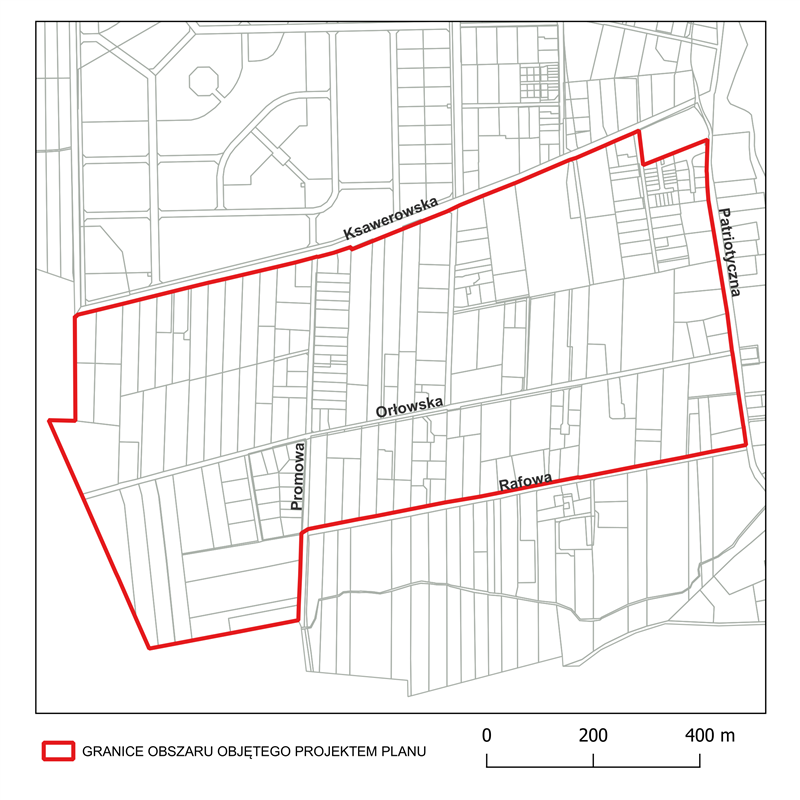 Ksawerowska
Patriotyczna
Orłowska
Promowa
Rafowa
GRANICE OBSZARU OBJĘTEGO PROJEKTEM PLANU
0 200 400 m